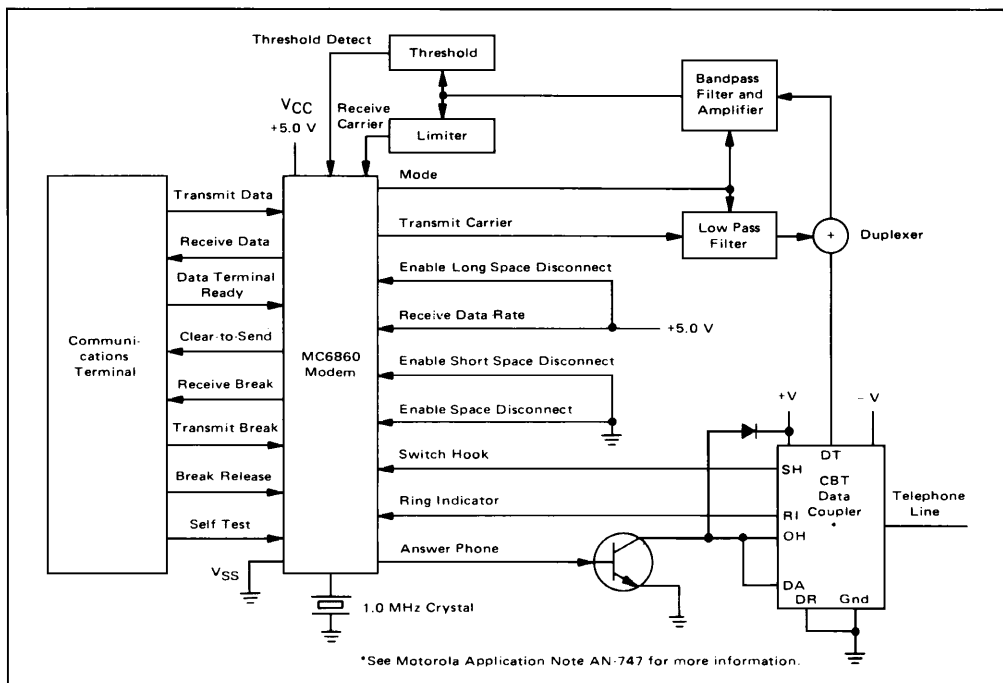 Threshold Detect
Threshold
Bandpass
Filter and
Amplifier
VCC
+5.0 V
Receive
Carrier
Limiter
Mode
Transmit Data
Transmit Carrier
Low Pass
Filter
+
Duplexer
Receive Data
Enable Long Space Disconnect
Data Terminal
Ready
Receive Data Rate
+5.0 V
Communi-
cations
Terminal
Clear-to-Send
MC6860
Modem
Enable Short Space Disconnect
Receive Break
Enable Space Disconnect
+V
– V
Transmit Break
Switch Hook
SH
DT
CBT
Data
Coupler
*
Break Release
Ring Indicator
RI
Telephone
Line
Self Test
Answer Phone
OH
VSS
DA
DR
Gnd
1.0 MHz Crystal
*See Motorola Application Note AN-747 for more information.